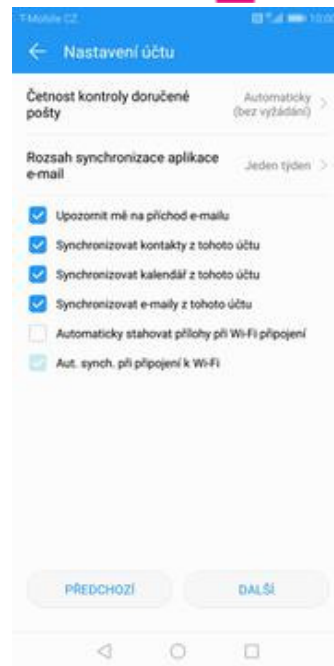 T-Mobile CZ 10:00
Nastavení účtu
Četnost kontroly doručené
pošty
Automaticky
(bez vyžádání)
Rozsah synchronizace aplikace
e-mail
Jeden týden
Upozornit mě na příchod e-mailu
Synchronizovat kontakty z tohoto účtu
Synchronizovat kalendář z tohoto účtu
Synchronizovat e-maily z tohoto účtu
Automaticky stahovat přílohy při Wi-Fi připojení
Aut. synch. při připojení k Wi-Fi
PŘEDCHOZÍ DALŠÍ